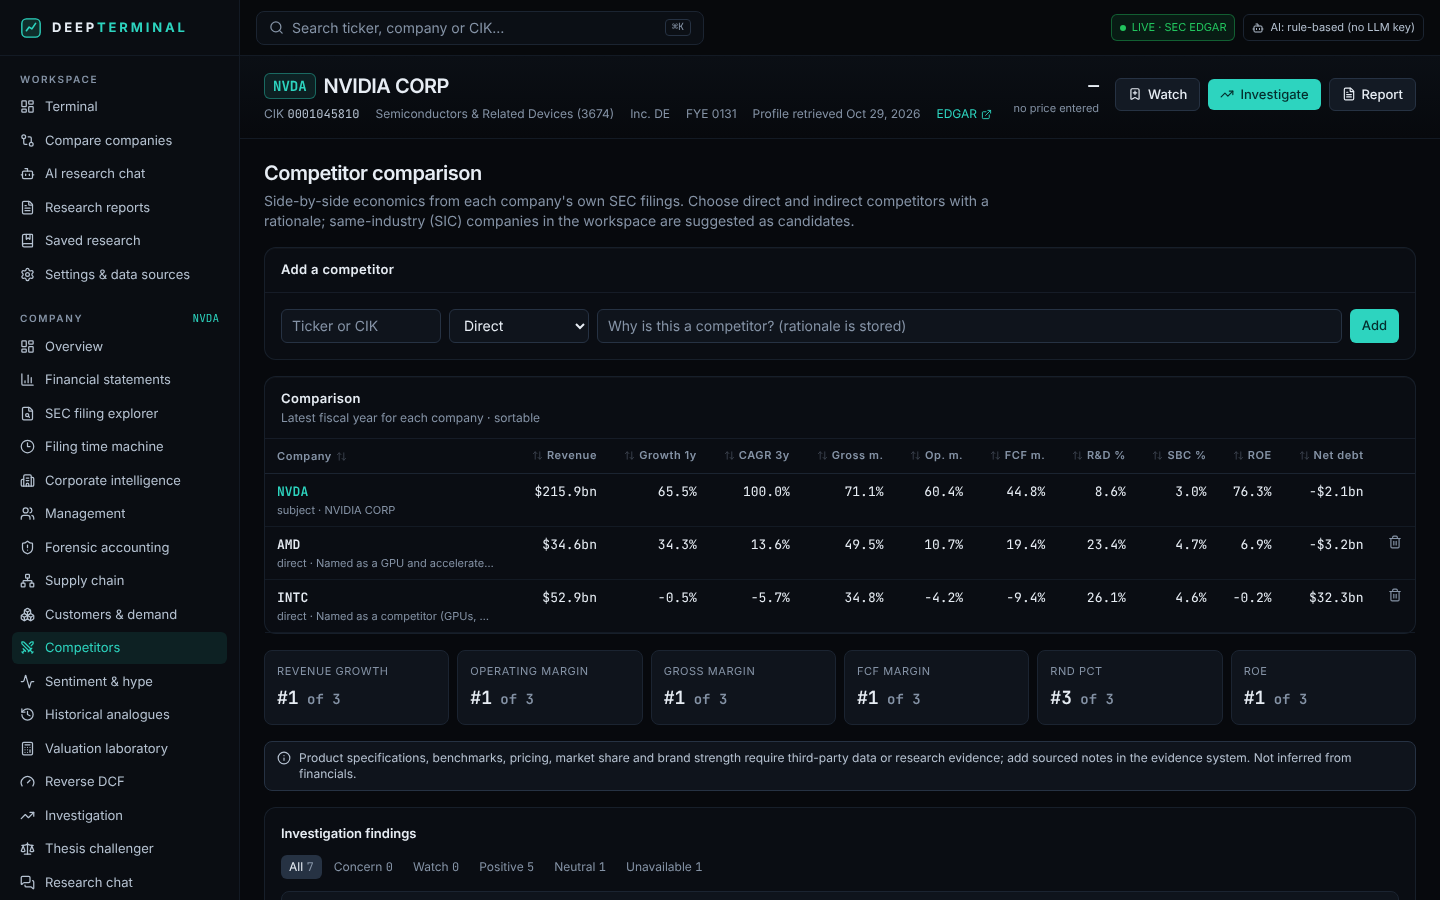 DEEPTERMINAL
Search ticker, company or CIK...
⌘K
LIVE · SEC EDGAR
AI: rule-based (no LLM key)
WORKSPACE
Terminal
Compare companies
AI research chat
Research reports
Saved research
Settings & data sources
COMPANY NVDA
Overview
Financial statements
SEC filing explorer
Filing time machine
Corporate intelligence
Management
Forensic accounting
Supply chain
Customers & demand
Competitors
Sentiment & hype
Historical analogues
Valuation laboratory
Reverse DCF
Investigation
Thesis challenger
Research chat
NVDA NVIDIA CORP
CIK 0001045810 Semiconductors & Related Devices (3674) Inc. DE FYE 0131 Profile retrieved Oct 29, 2026 EDGAR
—
no price entered
Watch
Investigate
Report
Competitor comparison
Side-by-side economics from each company's own SEC filings. Choose direct and indirect competitors with a
rationale; same-industry (SIC) companies in the workspace are suggested as candidates.
Add a competitor
Ticker or CIK Direct Why is this a competitor? (rationale is stored) Add
Comparison
Latest fiscal year for each company · sortable
Company Revenue Growth 1y CAGR 3y Gross m. Op. m. FCF m. R&D % SBC % ROE Net debt
NVDA $215.9bn 65.5% 100.0% 71.1% 60.4% 44.8% 8.6% 3.0% 76.3% -$2.1bn
subject · NVIDIA CORP
AMD $34.6bn 34.3% 13.6% 49.5% 10.7% 19.4% 23.4% 4.7% 6.9% -$3.2bn
direct · Named as a GPU and accelerate...
INTC $52.9bn -0.5% -5.7% 34.8% -4.2% -9.4% 26.1% 4.6% -0.2% $32.3bn
direct · Named as a competitor (GPUs, ...
REVENUE GROWTH
#1 of 3
OPERATING MARGIN
#1 of 3
GROSS MARGIN
#1 of 3
FCF MARGIN
#1 of 3
RND PCT
#3 of 3
ROE
#1 of 3
Product specifications, benchmarks, pricing, market share and brand strength require third-party data or research evidence; add sourced notes in the evidence system. Not inferred from
financials.
Investigation findings
All 7 Concern 0 Watch 0 Positive 5 Neutral 1 Unavailable 1